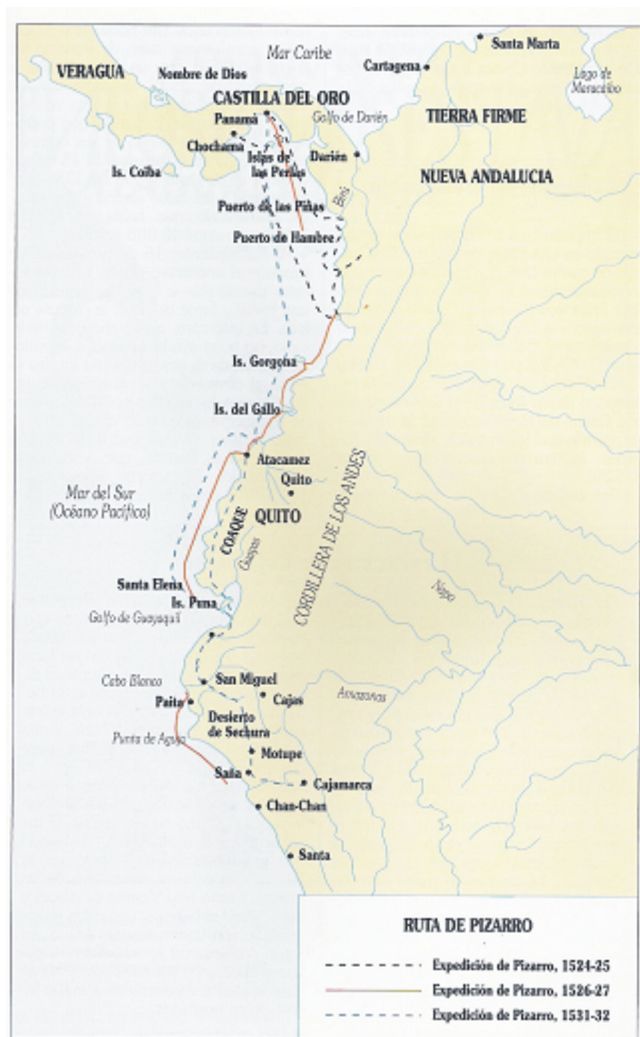 Mar Caribe
Santa Marta
VERAGUA
Nombre de Dios
Cartagena
Lago de
Maracaibo
CASTILLA DEL ORO
Panamá
Golfo de Darién
TIERRA FIRME
Chochama
Islas de
las Perlas
Darién
Is. Coiba
NUEVA ANDALUCIA
Puerto de las Piñas
Birú
Puerto de Hambre
Is. Gorgona
Is. del Gallo
Atacamez
Quito
Mar del Sur
(Océano Pacífico)
COAQUE
QUITO
CORDILLERA DE LOS ANDES
Guayas
Santa Elena
Is. Puna
Napo
Golfo de Guayaquil
Cabo Blanco
San Miguel
Paita
Cajas
Amazonas
Desierto
de Sechura
Punta de Aguja
Motupe
Saña
Cajamarca
Chan-Chan
Santa
RUTA DE PIZARRO
Expedición de Pizarro, 1524-25
Expedición de Pizarro, 1526-27
Expedición de Pizarro, 1531-32